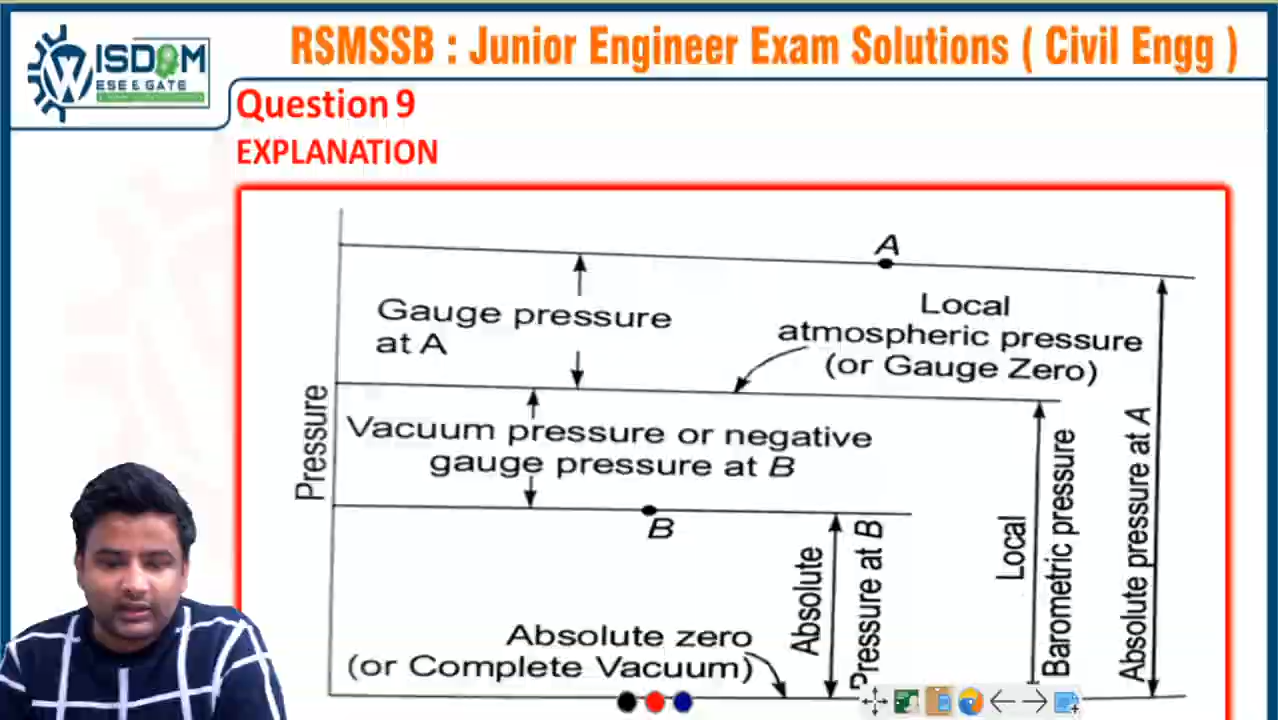 WISDOM
ESE & GATE
RSMSSB : Junior Engineer Exam Solutions ( Civil Engg )
Question 9
EXPLANATION
A
Gauge pressure
at A
Local
atmospheric pressure
(or Gauge Zero)
Pressure
Vacuum pressure or negative
gauge pressure at B
B
Absolute zero
(or Complete Vacuum)
Absolute
Pressure at B
Local
Barometric pressure
Absolute pressure at A